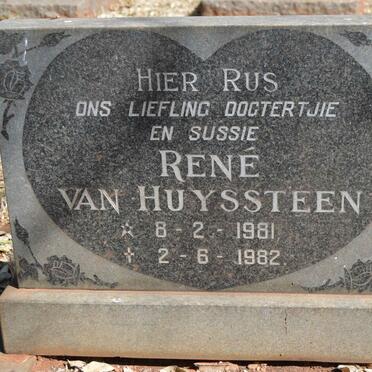 HIER RUS
ONS LIEFLING DOGTERTJIE
EN SUSSIE
RENÉ
VAN HUYSSTEEN
☆ 8 - 2 - 1981
† 2 - 6 - 1982.